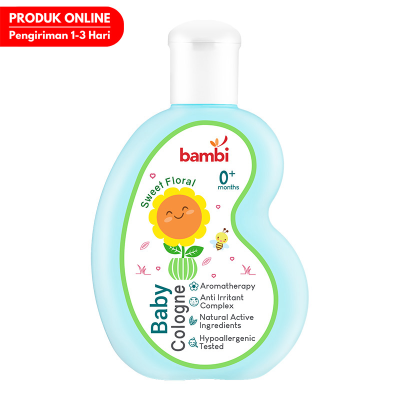 PRODUK ONLINE
Pengiriman 1-3 Hari
bambi
0+
months
Sweet Floral
Baby
Cologne
Aromatherapy
Anti Irritant
Complex
Natural Active
Ingredients
Hypoallergenic
Tested